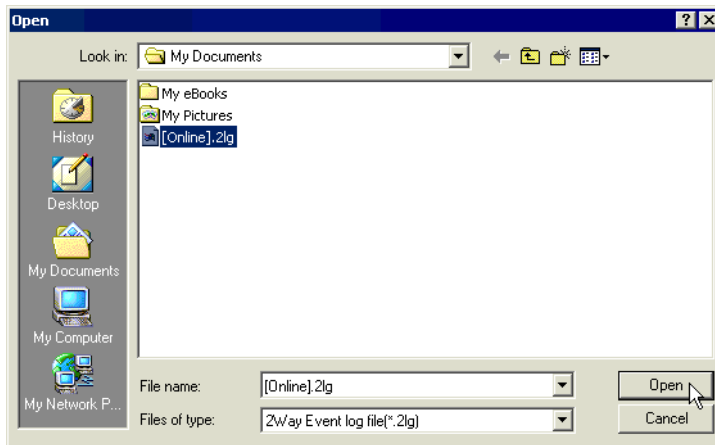 Open
Look in: My Documents
My eBooks
My Pictures
[Online].2lg
History
Desktop
My Documents
My Computer
My Network P...
File name: [Online].2lg Open
Files of type: 2Way Event log file(*.2lg) Cancel